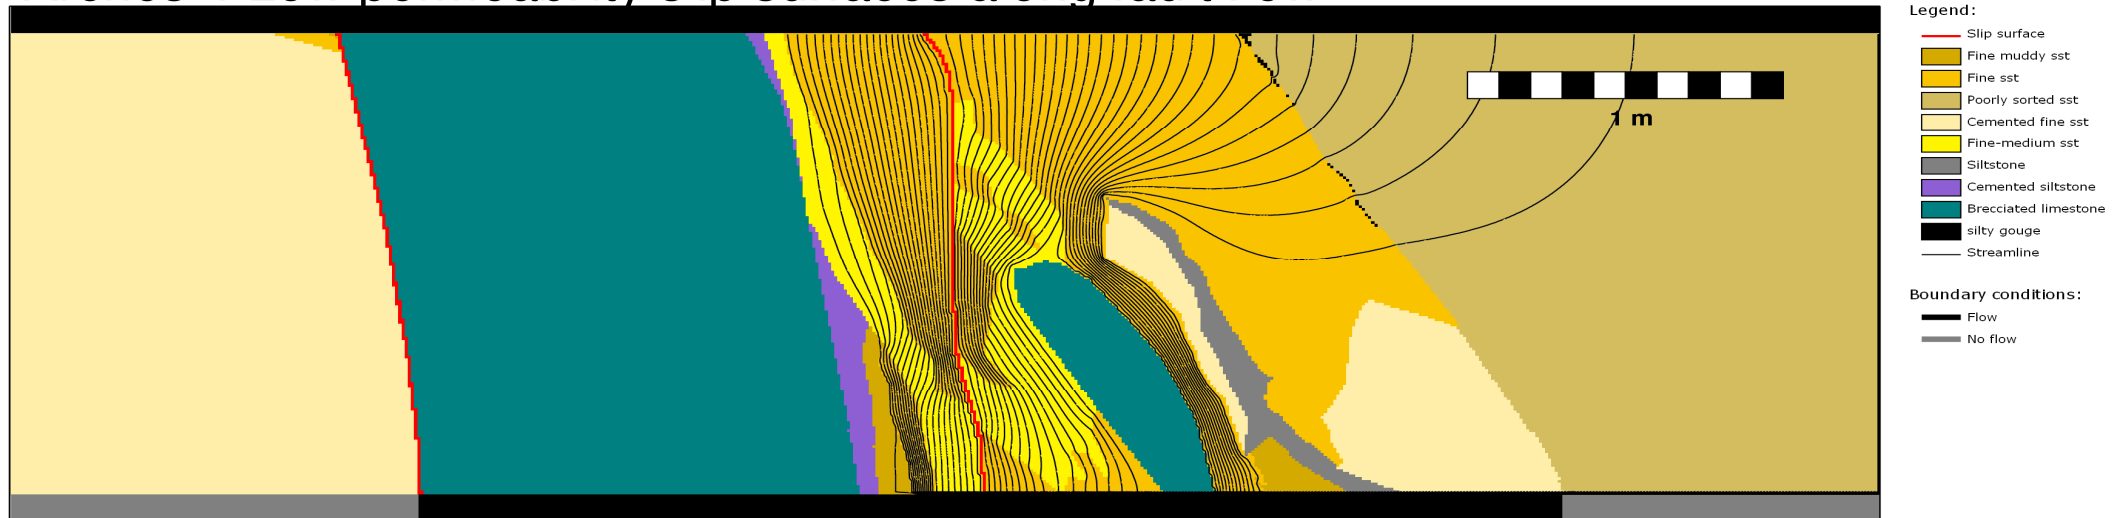 Legend:
Slip surface
Fine muddy sst
Fine sst
Poorly sorted sst
Cemented fine sst
Fine-medium sst
Siltstone
Cemented siltstone
Brecciated limestone
silty gouge
Streamline
Boundary conditions:
Flow
No flow
1 m